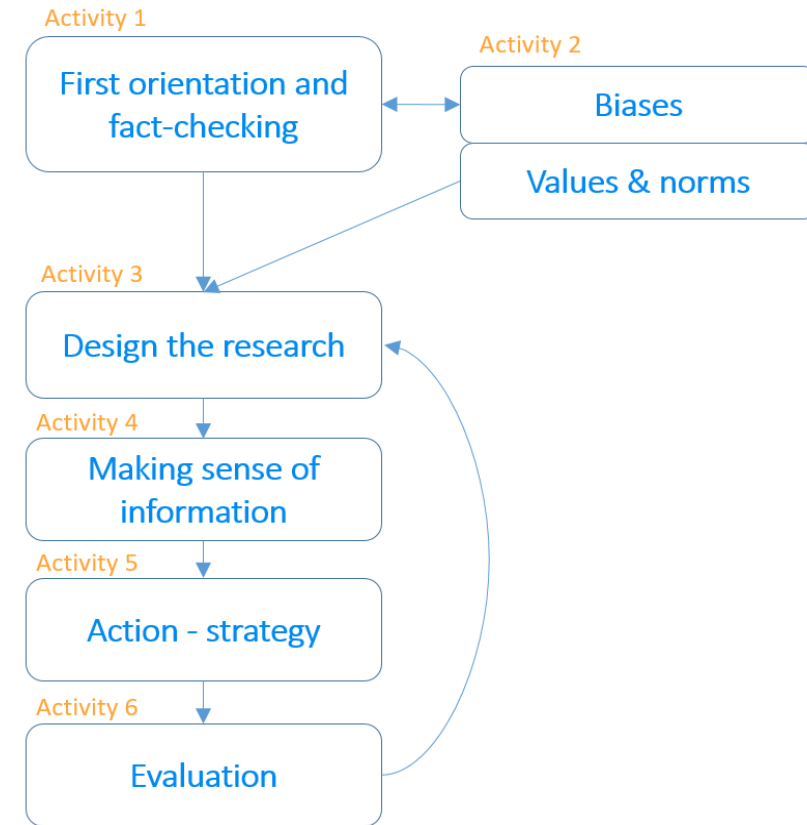 Activity 1
First orientation and
fact-checking
Activity 2
Biases
Values & norms
Activity 3
Design the research
Activity 4
Making sense of
information
Activity 5
Action - strategy
Activity 6
Evaluation